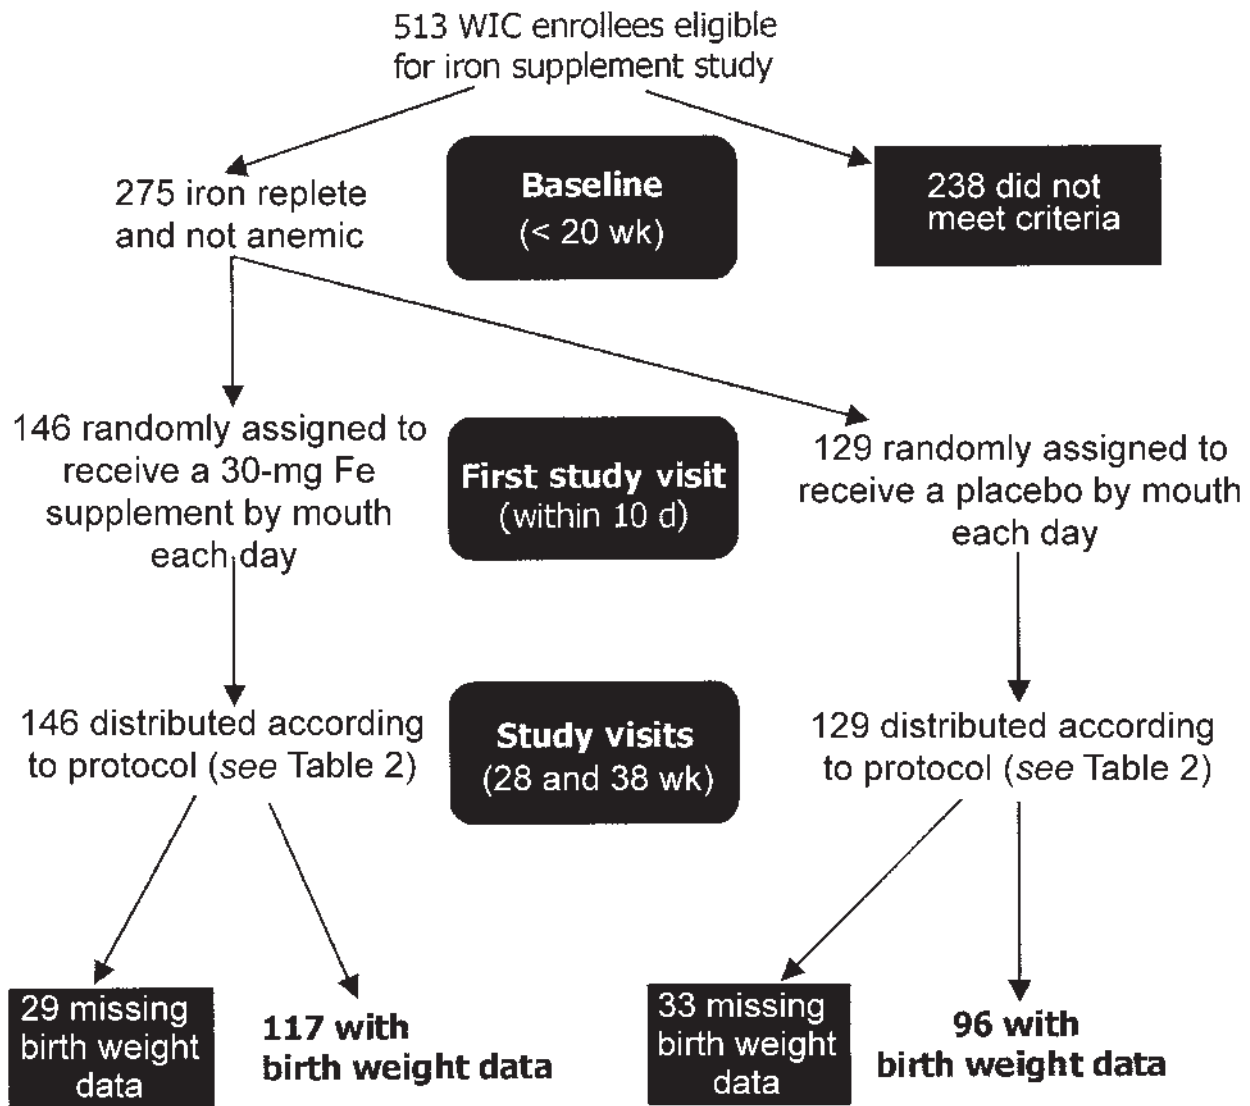 513 WIC enrollees eligible
for iron supplement study
275 iron replete
and not anemic
Baseline
(< 20 wk)
238 did not
meet criteria
146 randomly assigned to
receive a 30-mg Fe
supplement by mouth
each day
First study visit
(within 10 d)
129 randomly assigned to
receive a placebo by mouth
each day
146 distributed according
to protocol (see Table 2)
Study visits
(28 and 38 wk)
129 distributed according
to protocol (see Table 2)
29 missing
birth weight
data
117 with
birth weight data
33 missing
birth weight
data
96 with
birth weight data